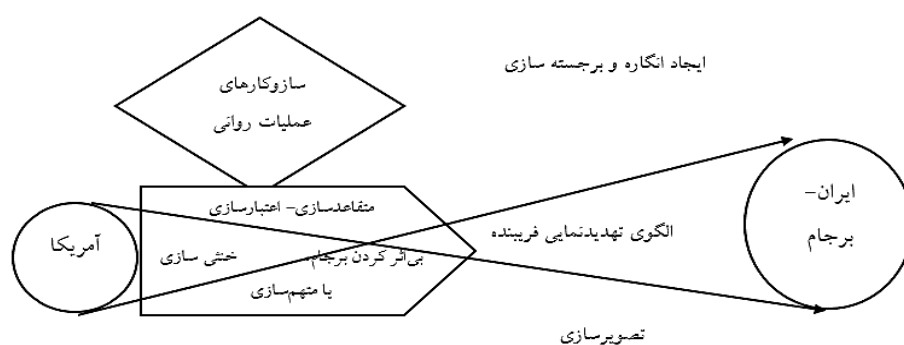 ایجاد انگاره و برجسته سازی
سازوکارهای
عملیات روانی
ایران-
برجام
متقاعدسازی- اعتبارسازی
الگوی تهدیدنمایی فریبنده
آمریکا
خنثی سازی
بی‌اثر کردن برجام.
یا متهم‌سازی
تصویرسازی